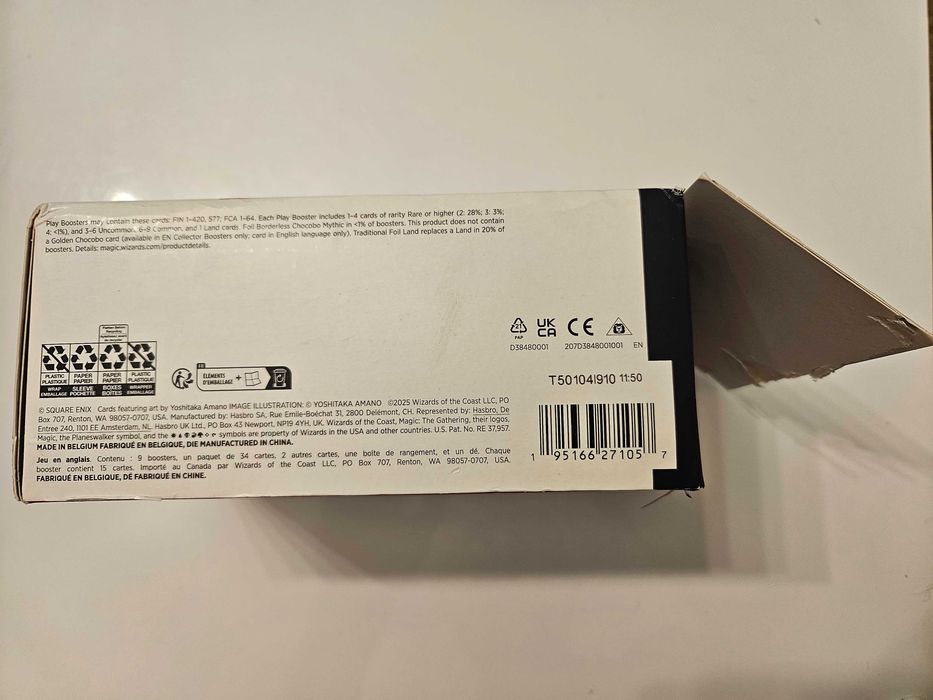 Play Boosters may contain these cards: FIN 1-420, 577; FCA 1-64. Each Play Booster includes 1-4 cards of rarity Rare or higher (2: 28%; 3: 3%;
4: <1%), and 3-6 Uncommon, 6-9 Common, and 1 Land cards. Foil Borderless Chocobo Mythic in <1% of boosters. This product does not contain
a Golden Chocobo card (available in EN Collector Boosters only; card in English language only). Traditional Foil Land replaces a Land in 20% of
boosters. Details: magic.wizards.com/productdetails.
21
PAP
UK
CA
CE
D38480001 207D3848001001 EN
PLASTIC PLASTIQUE
WRAP EMBALLAGE
PAPER PAPIER
SLEEVE POCHETTE
PAPER PAPIER
BOXES BOÎTES
PLASTIC PLASTIQUE
WRAPPER EMBALLAGE
FR
ÉLÉMENTS
D'EMBALLAGE
+
T50104I910 11:50
© SQUARE ENIX Cards featuring art by Yoshitaka Amano IMAGE ILLUSTRATION: © YOSHITAKA AMANO ©2025 Wizards of the Coast LLC, PO
Box 707, Renton, WA 98057-0707, USA. Manufactured by: Hasbro SA, Rue Emile-Boéchat 31, 2800 Delémont, CH. Represented by: Hasbro, De
Entree 240, 1101 EE Amsterdam, NL. Hasbro UK Ltd., PO Box 43 Newport, NP19 4YH, UK. Wizards of the Coast, Magic: The Gathering, their logos,
Magic, the Planeswalker symbol, and the symbols are property of Wizards in the USA and other countries. U.S. Pat. No. RE 37,957.
MADE IN BELGIUM FABRIQUÉ EN BELGIQUE, DIE MANUFACTURED IN CHINA.
Jeu en anglais. Contenu : 9 boosters, un paquet de 34 cartes, 2 autres cartes, une boîte de rangement, et un dé. Chaque
booster contient 15 cartes. Importé au Canada par Wizards of the Coast LLC, PO Box 707, Renton, WA 98057-0707, USA.
FABRIQUÉ EN BELGIQUE, DÉ FABRIQUÉ EN CHINE.
1 95166 27105 7